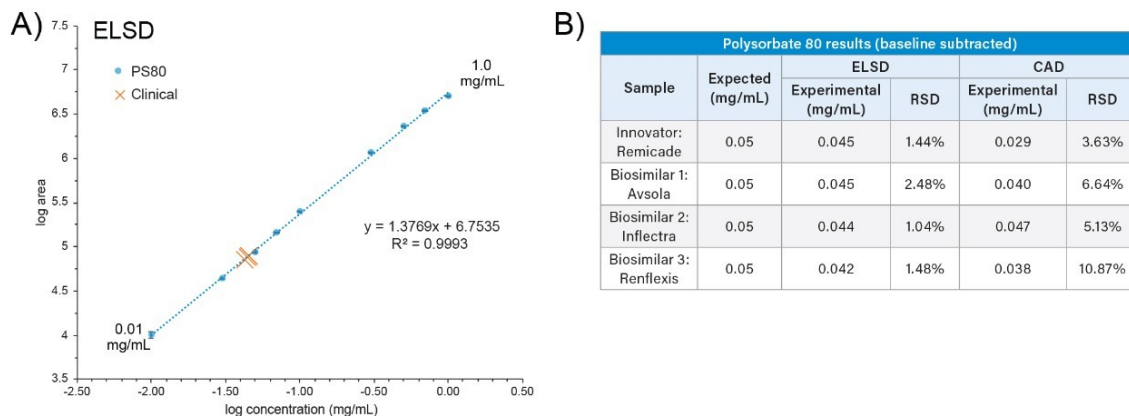 A)
ELSD
PS80
Clinical
7.5
7
6.5
6
5.5
5
4.5
4
3.5
log area
1.0
mg/mL
y = 1.3769x + 6.7535
R² = 0.9993
0.01
mg/mL
-2.50 -2.00 -1.50 -1.00 -0.50 0.00 0.50
log concentration (mg/mL)
B)
Polysorbate 80 results (baseline subtracted)
Sample Expected (mg/mL) ELSD CAD
Experimental (mg/mL) RSD Experimental (mg/mL) RSD
Innovator: Remicade 0.05 0.045 1.44% 0.029 3.63%
Biosimilar 1: Avsola 0.05 0.045 2.48% 0.040 6.64%
Biosimilar 2: Inflectra 0.05 0.044 1.04% 0.047 5.13%
Biosimilar 3: Renflexis 0.05 0.042 1.48% 0.038 10.87%